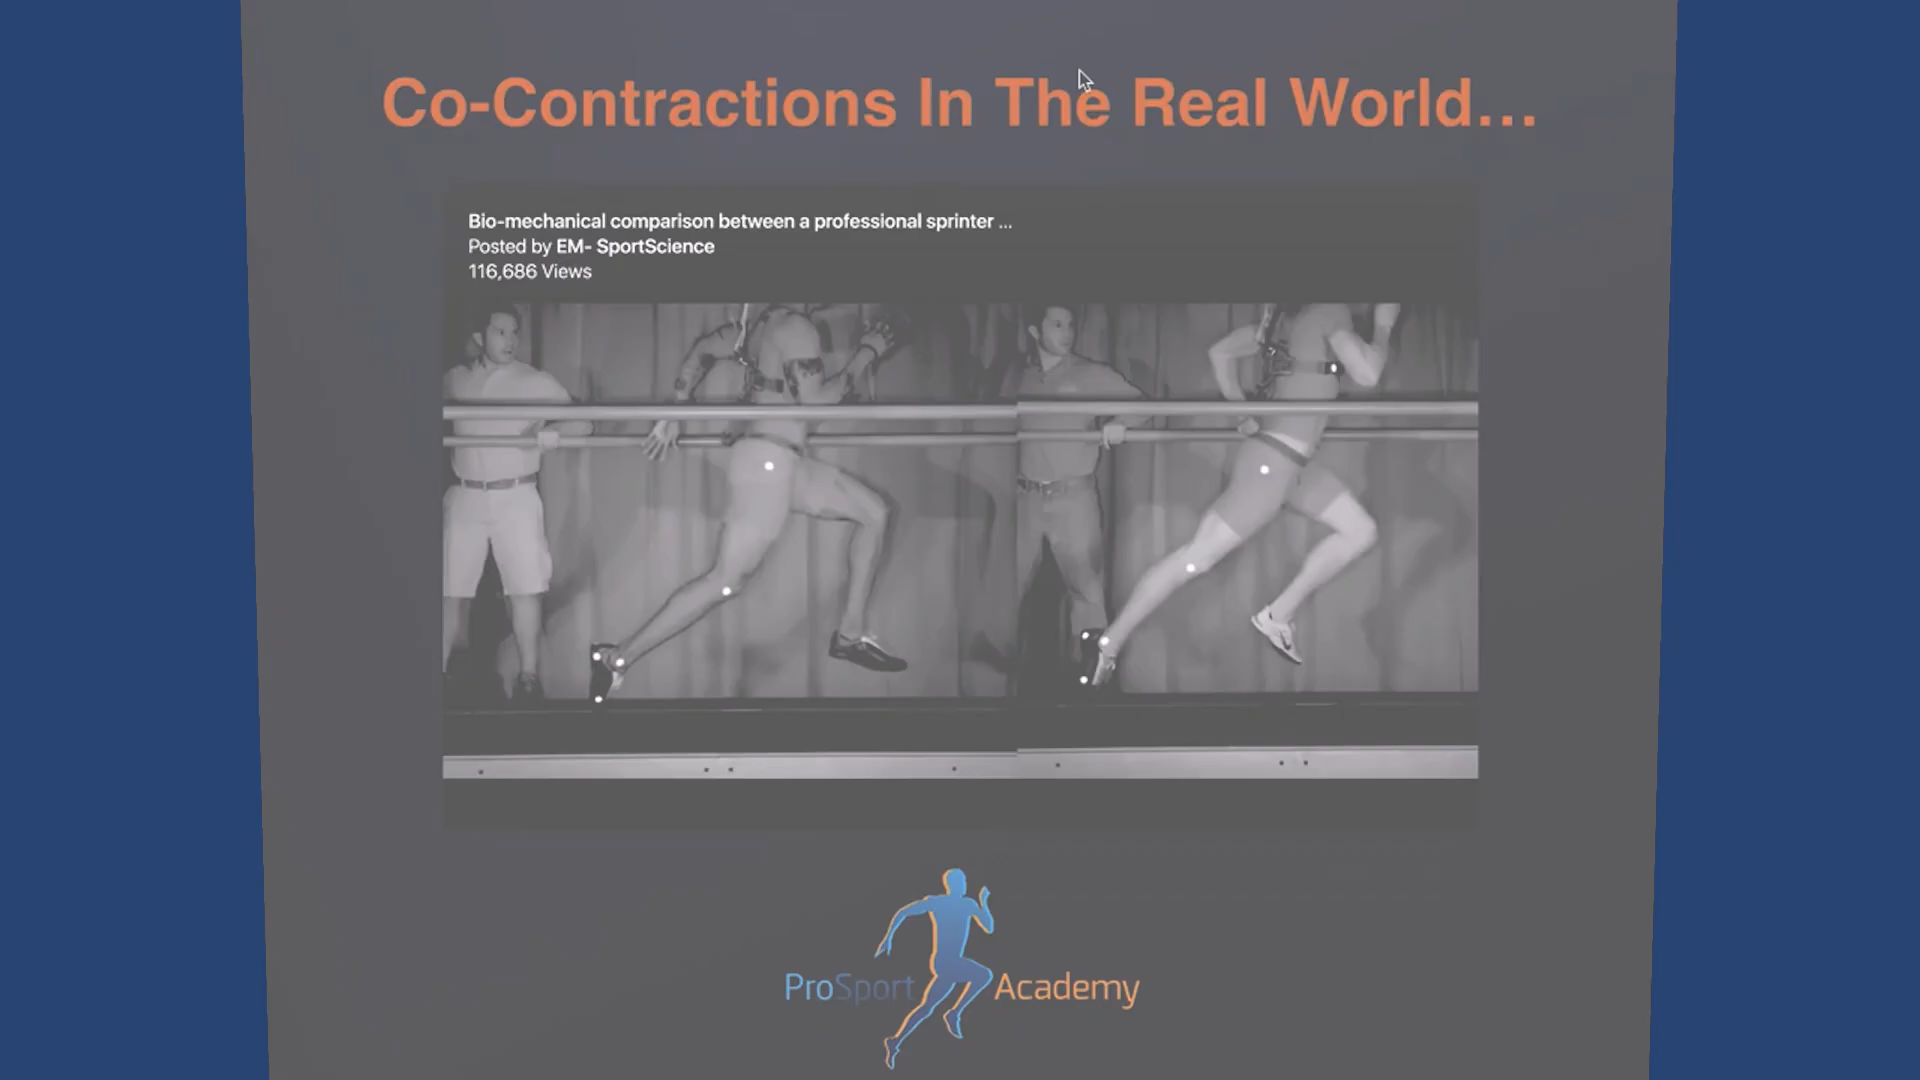 Co-Contractions In The Real World...
Bio-mechanical comparison between a professional sprinter ...
Posted by EM- SportScience
116,686 Views
ProSport Academy